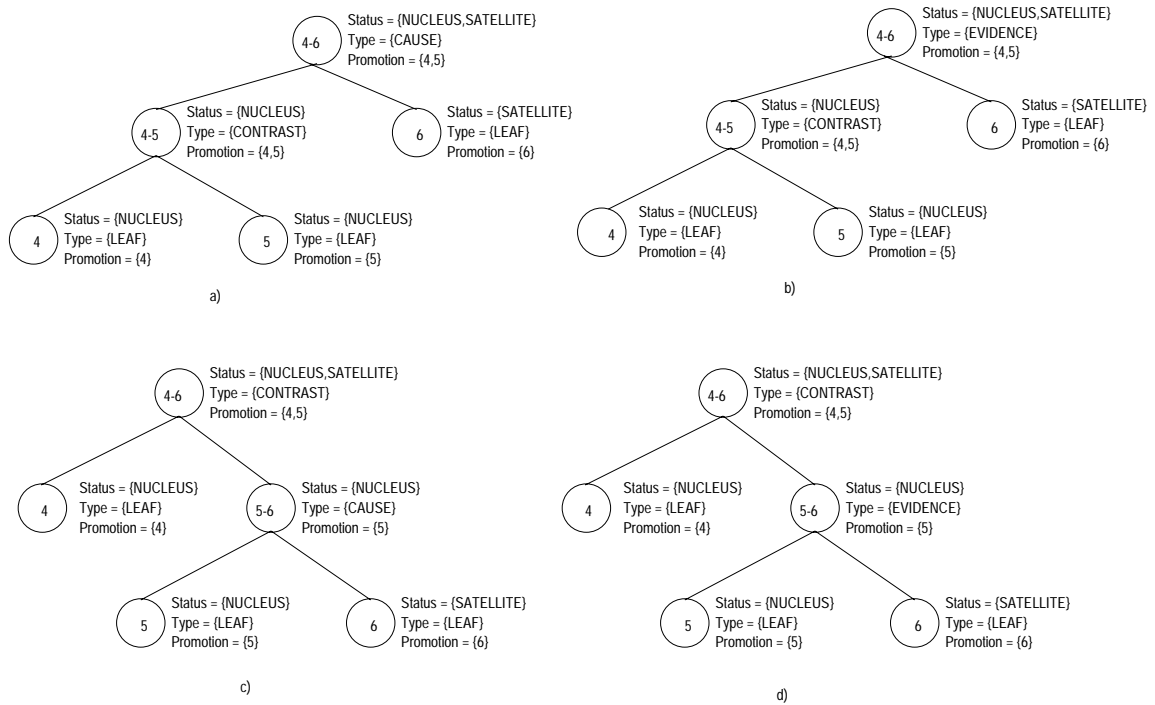 4-6
Status = {NUCLEUS,SATELLITE}
Type = {CAUSE}
Promotion = {4,5}
4-5
Status = {NUCLEUS}
Type = {CONTRAST}
Promotion = {4,5}
6
Status = {SATELLITE}
Type = {LEAF}
Promotion = {6}
4
Status = {NUCLEUS}
Type = {LEAF}
Promotion = {4}
5
Status = {NUCLEUS}
Type = {LEAF}
Promotion = {5}
a)
4-6
Status = {NUCLEUS,SATELLITE}
Type = {EVIDENCE}
Promotion = {4,5}
4-5
Status = {NUCLEUS}
Type = {CONTRAST}
Promotion = {4,5}
6
Status = {SATELLITE}
Type = {LEAF}
Promotion = {6}
4
Status = {NUCLEUS}
Type = {LEAF}
Promotion = {4}
5
Status = {NUCLEUS}
Type = {LEAF}
Promotion = {5}
b)
4-6
Status = {NUCLEUS,SATELLITE}
Type = {CONTRAST}
Promotion = {4,5}
4
Status = {NUCLEUS}
Type = {LEAF}
Promotion = {4}
5-6
Status = {NUCLEUS}
Type = {CAUSE}
Promotion = {5}
5
Status = {NUCLEUS}
Type = {LEAF}
Promotion = {5}
6
Status = {SATELLITE}
Type = {LEAF}
Promotion = {6}
c)
4-6
Status = {NUCLEUS,SATELLITE}
Type = {CONTRAST}
Promotion = {4,5}
4
Status = {NUCLEUS}
Type = {LEAF}
Promotion = {4}
5-6
Status = {NUCLEUS}
Type = {EVIDENCE}
Promotion = {5}
5
Status = {NUCLEUS}
Type = {LEAF}
Promotion = {5}
6
Status = {SATELLITE}
Type = {LEAF}
Promotion = {6}
d)